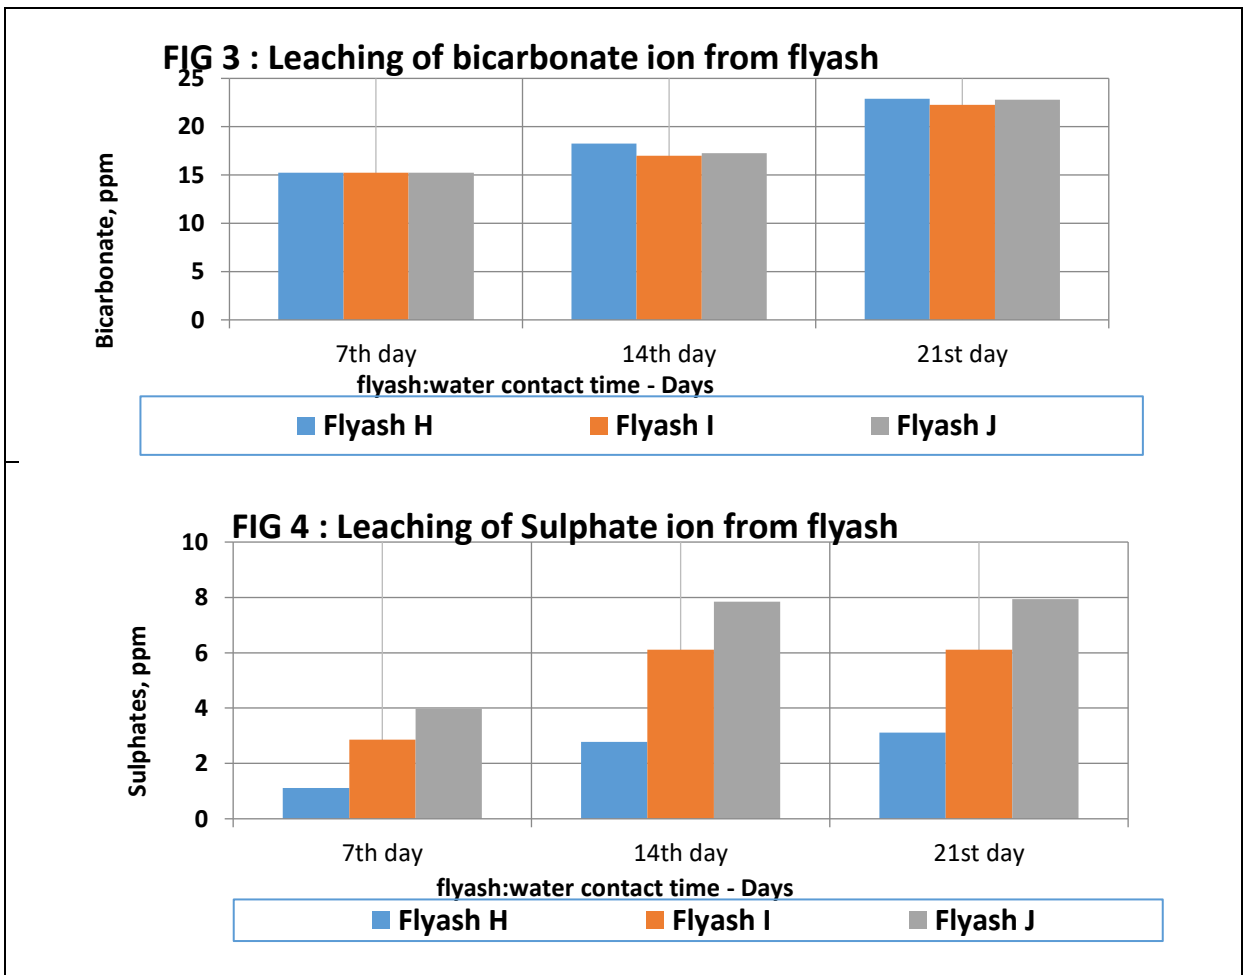 FIG 3 : Leaching of bicarbonate ion from flyash
25
20
15
10
5
0
Bicarbonate, ppm
7th day 14th day 21st day
flyash:water contact time - Days
Flyash H Flyash I Flyash J
FIG 4 : Leaching of Sulphate ion from flyash
10
8
6
4
2
0
Sulphates, ppm
7th day 14th day 21st day
flyash:water contact time - Days
Flyash H Flyash I Flyash J